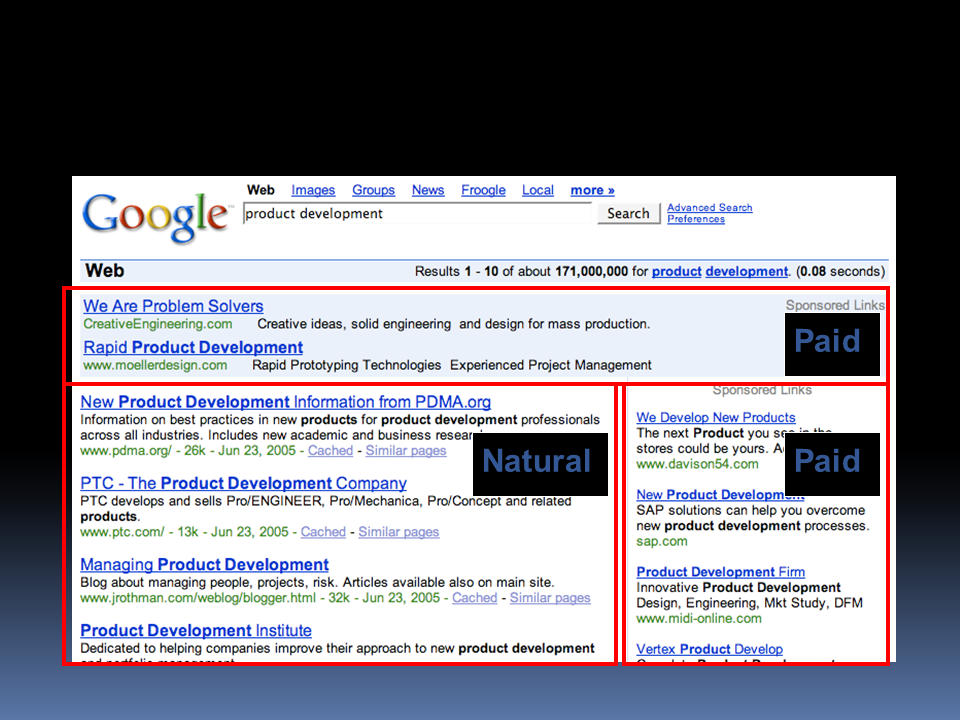 Web Images Groups News Froogle Local more »
Google™
product development Search Advanced Search
Preferences
Web Results 1 - 10 of about 171,000,000 for product development. (0.08 seconds)
We Are Problem Solvers
Sponsored Links
CreativeEngineering.com Creative ideas, solid engineering and design for mass production.
Paid
Rapid Product Development
www.moellerdesign.com Rapid Prototyping Technologies Experienced Project Management
New Product Development Information from PDMA.org
Information on best practices in new products for product development professionals
across all industries. Includes new academic and business
www.pdma.org/ - 26k - Jun 23, 2005 - Cached - Similar pages
Natural
PTC - The Product Development Company
PTC develops and sells Pro/ENGINEER, Pro/Mechanica, Pro/Concept and related
products.
www.ptc.com/ - 13k - Jun 23, 2005 - Cached - Similar pages
Managing Product Development
Blog about managing people, projects, risk. Articles available also on main site.
www.jrothman.com/weblog/blogger.html - 32k - Jun 23, 2005 - Cached - Similar pages
Product Development Institute
Dedicated to helping companies improve their approach to new product development
Sponsored Links
We Develop New Products
The next Product you see in the
stores could be yours.
www.davison54.com
Paid
New Product Development
SAP solutions can help you overcome
new product development processes.
sap.com
Product Development Firm
Innovative Product Development
Design, Engineering, Mkt Study, DFM
www.midi-online.com
Vertex Product Develop